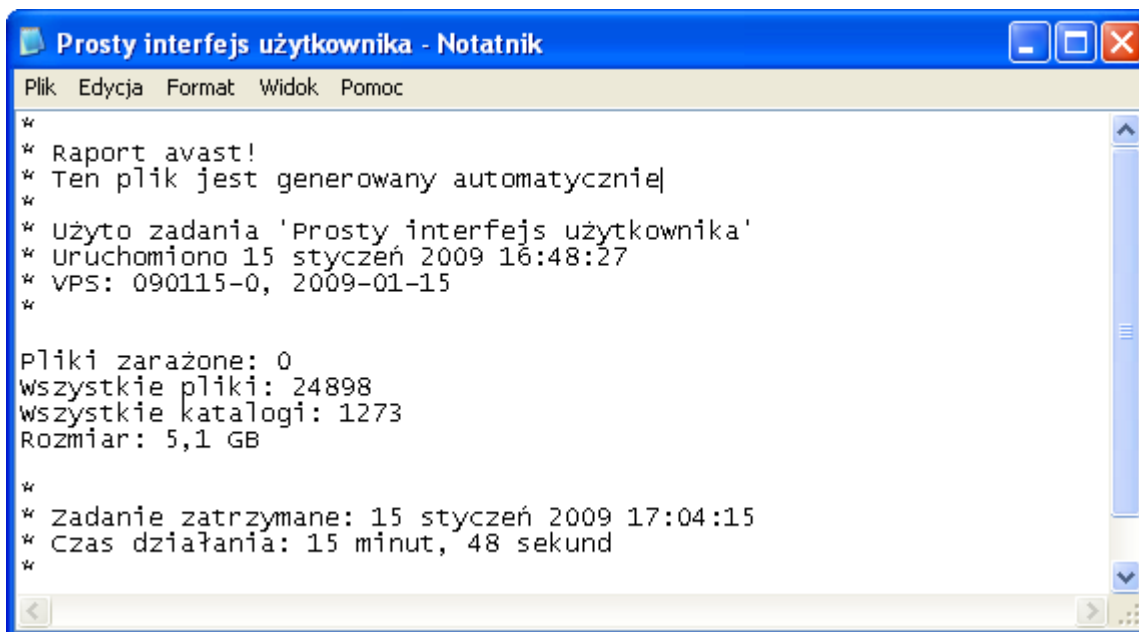 Prosty interfejs użytkownika - Notatnik
Plik Edycja Format Widok Pomoc
*
* Raport avast!
* Ten plik jest generowany automatycznie
*
* Użyto zadania 'Prosty interfejs użytkownika'
* Uruchomiono 15 styczeń 2009 16:48:27
* VPS: 090115-0, 2009-01-15
*
Pliki zarażone: 0
Wszystkie pliki: 24898
Wszystkie katalogi: 1273
Rozmiar: 5,1 GB
*
* Zadanie zatrzymane: 15 styczeń 2009 17:04:15
* Czas działania: 15 minut, 48 sekund
*